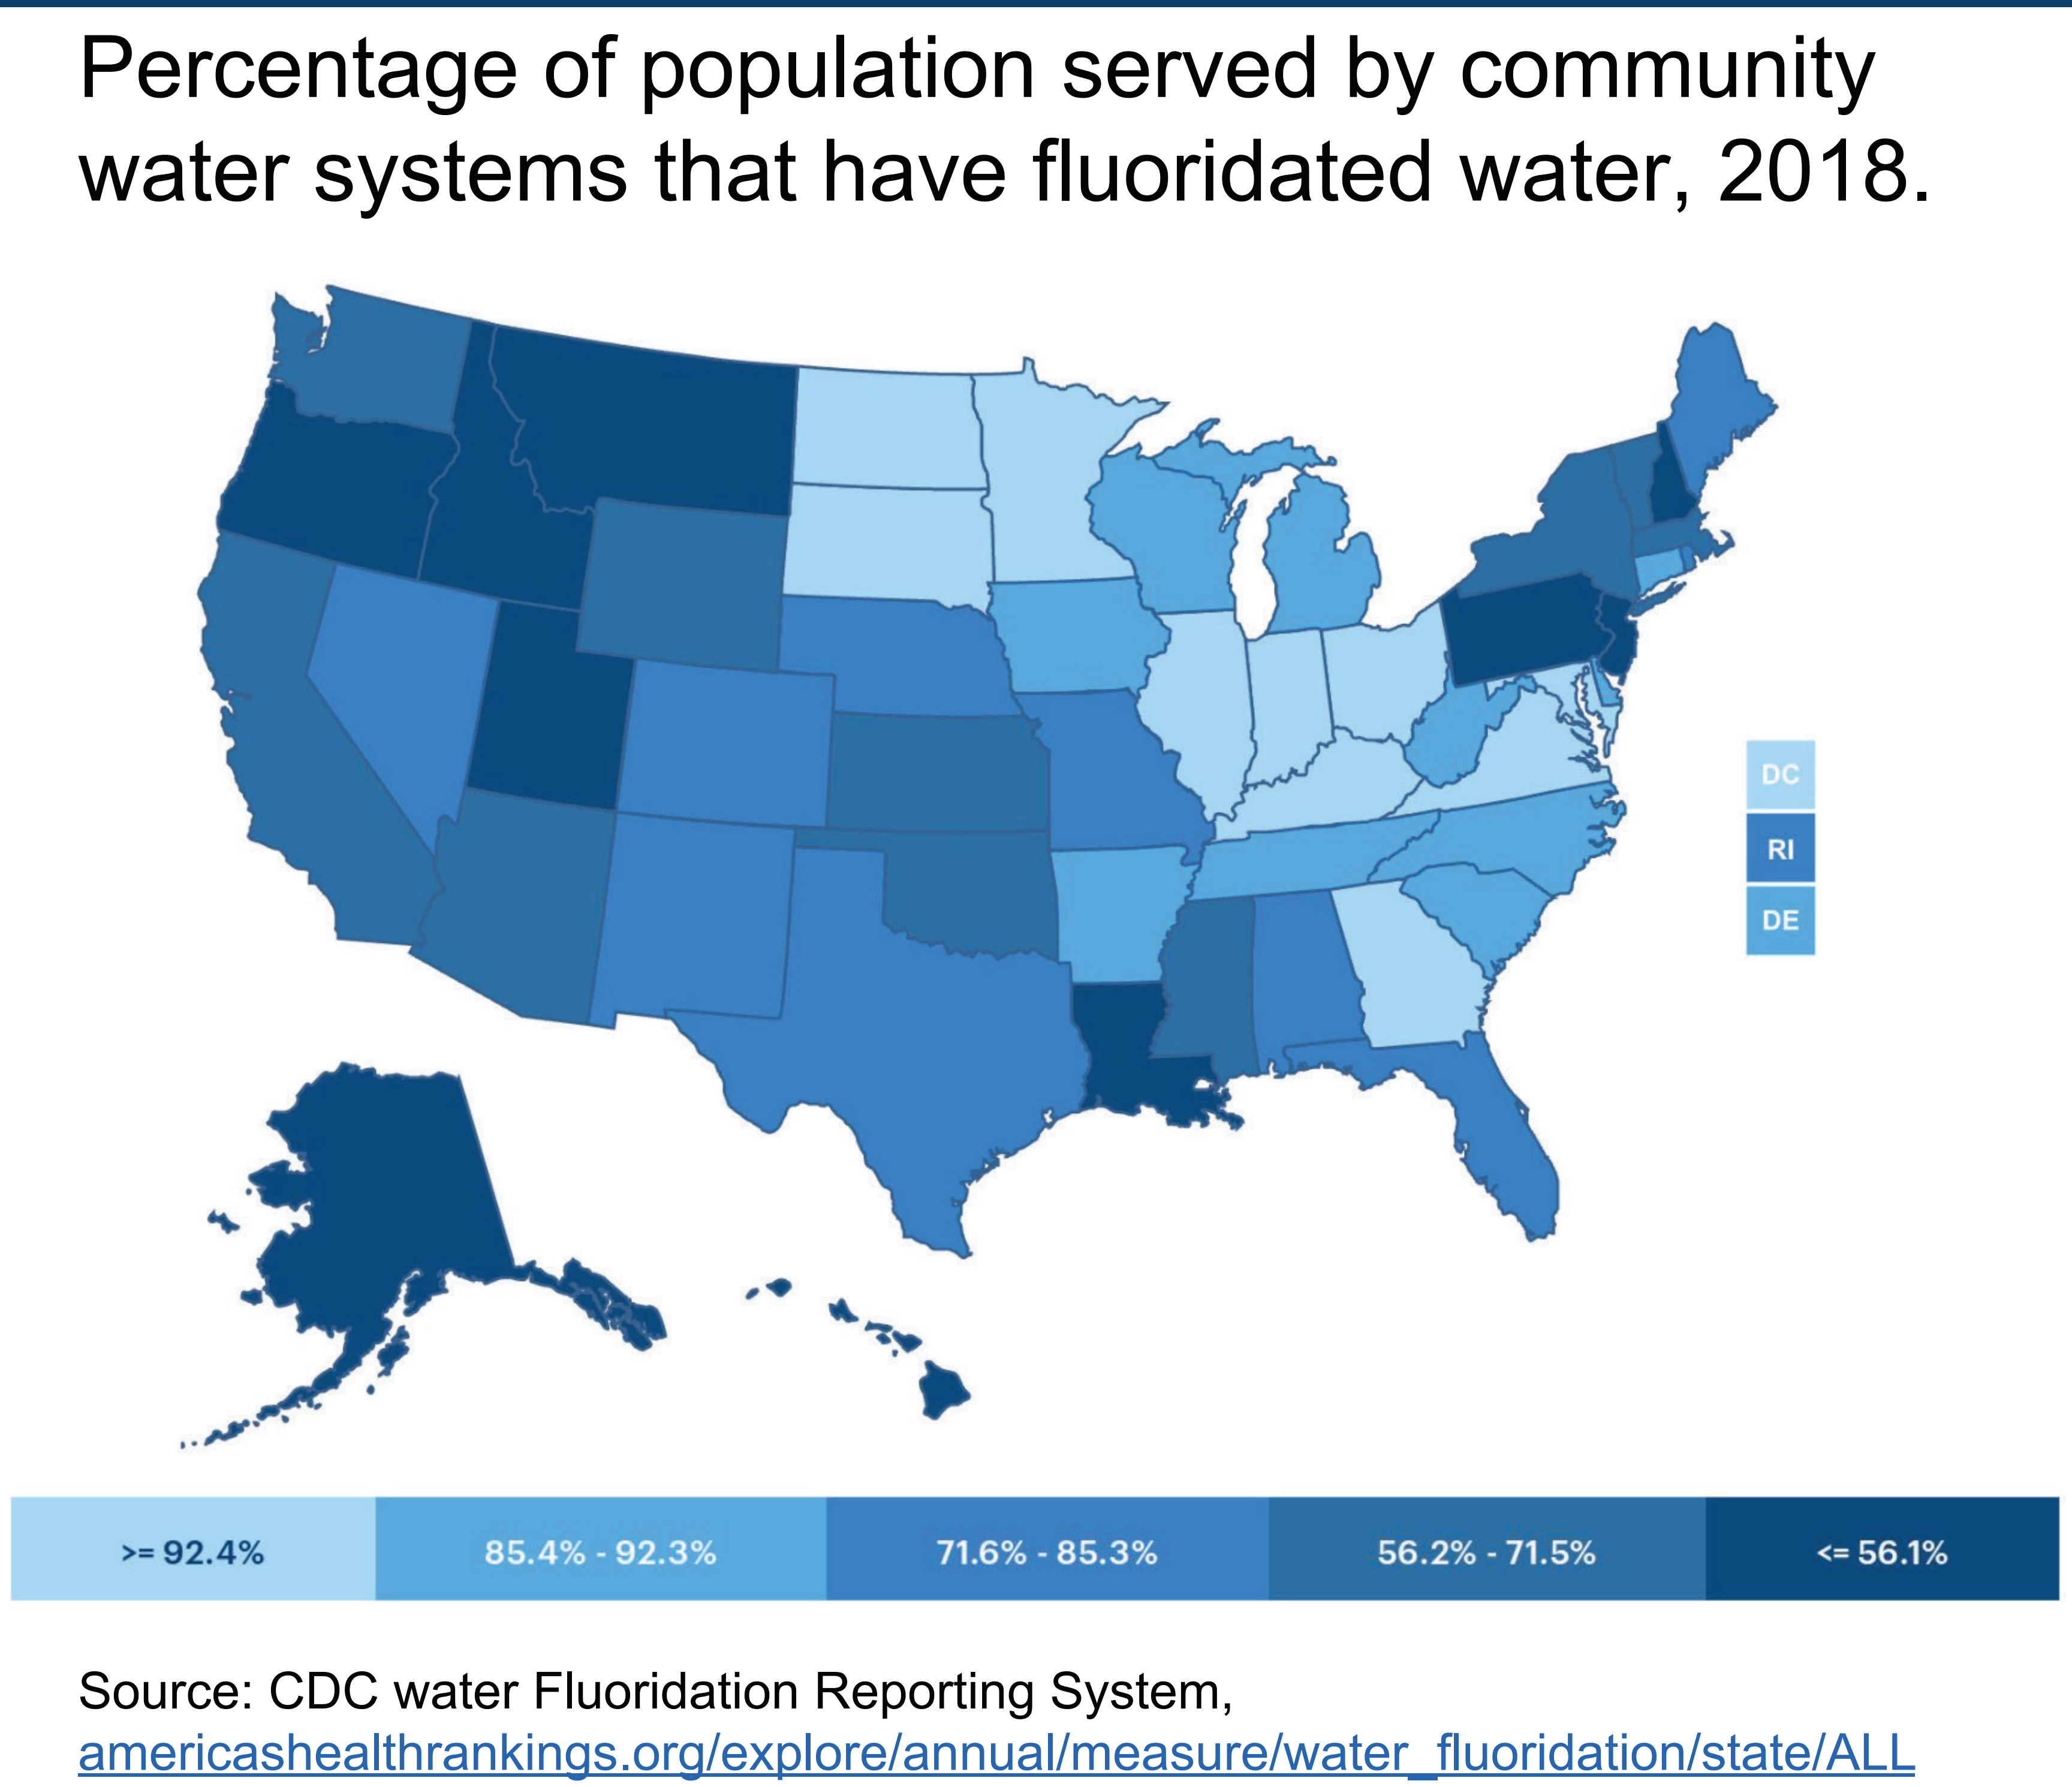 Percentage of population served by community
water systems that have fluoridated water, 2018.
DC
RI
DE
>= 92.4%
85.4% - 92.3%
71.6% - 85.3%
56.2% - 71.5%
<= 56.1%
Source: CDC water Fluoridation Reporting System,
americashealthrankings.org/explore/annual/measure/water_fluoridation/state/ALL